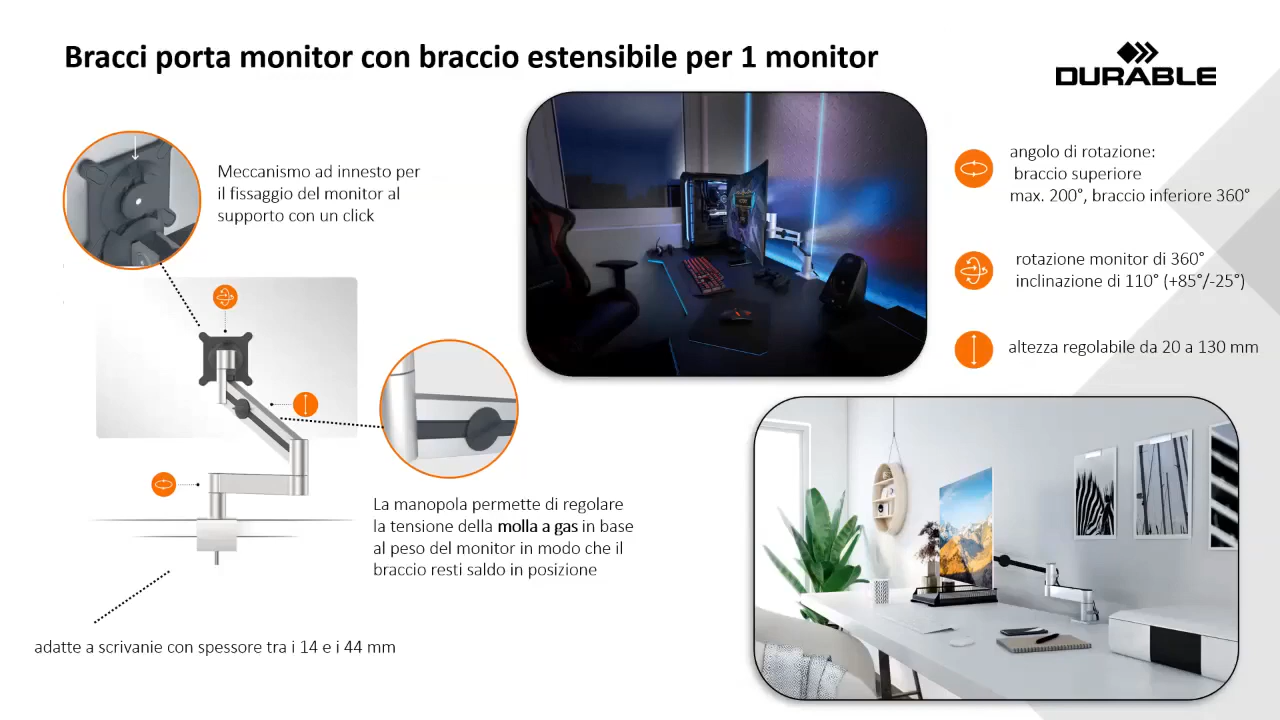 Bracci porta monitor con braccio estensibile per 1 monitor
DURABLE
Meccanismo ad innesto per
il fissaggio del monitor al
supporto con un click
angolo di rotazione:
braccio superiore
max. 200°, braccio inferiore 360°
rotazione monitor di 360°
inclinazione di 110° (+85°/-25°)
altezza regolabile da 20 a 130 mm
La manopola permette di regolare
la tensione della molla a gas in base
al peso del monitor in modo che il
braccio resti saldo in posizione
adatte a scrivanie con spessore tra i 14 e i 44 mm